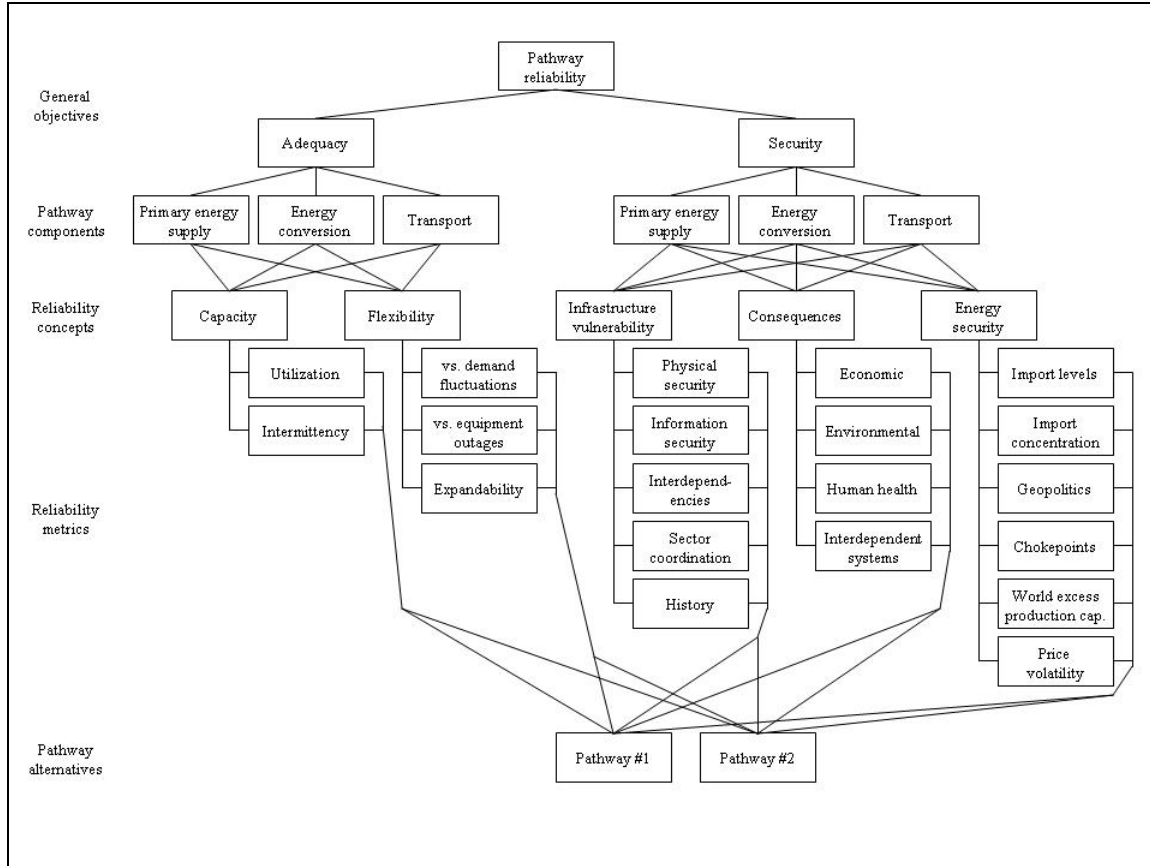 Pathway
reliability
General
objectives
Adequacy
Security
Pathway
components
Primary energy
supply
Energy
conversion
Transport
Primary energy
supply
Energy
conversion
Transport
Reliability
concepts
Capacity
Flexibility
Infrastructure
vulnerability
Consequences
Energy
security
Utilization
Intermittency
vs. demand
fluctuations
vs. equipment
outages
Expandability
Physical
security
Information
security
Interdepend-
encies
Sector
coordination
History
Economic
Environmental
Human health
Interdependent
systems
Import levels
Import
concentration
Geopolitics
Chokepoints
World excess
production cap.
Price
volatility
Reliability
metrics
Pathway
alternatives
Pathway #1
Pathway #2